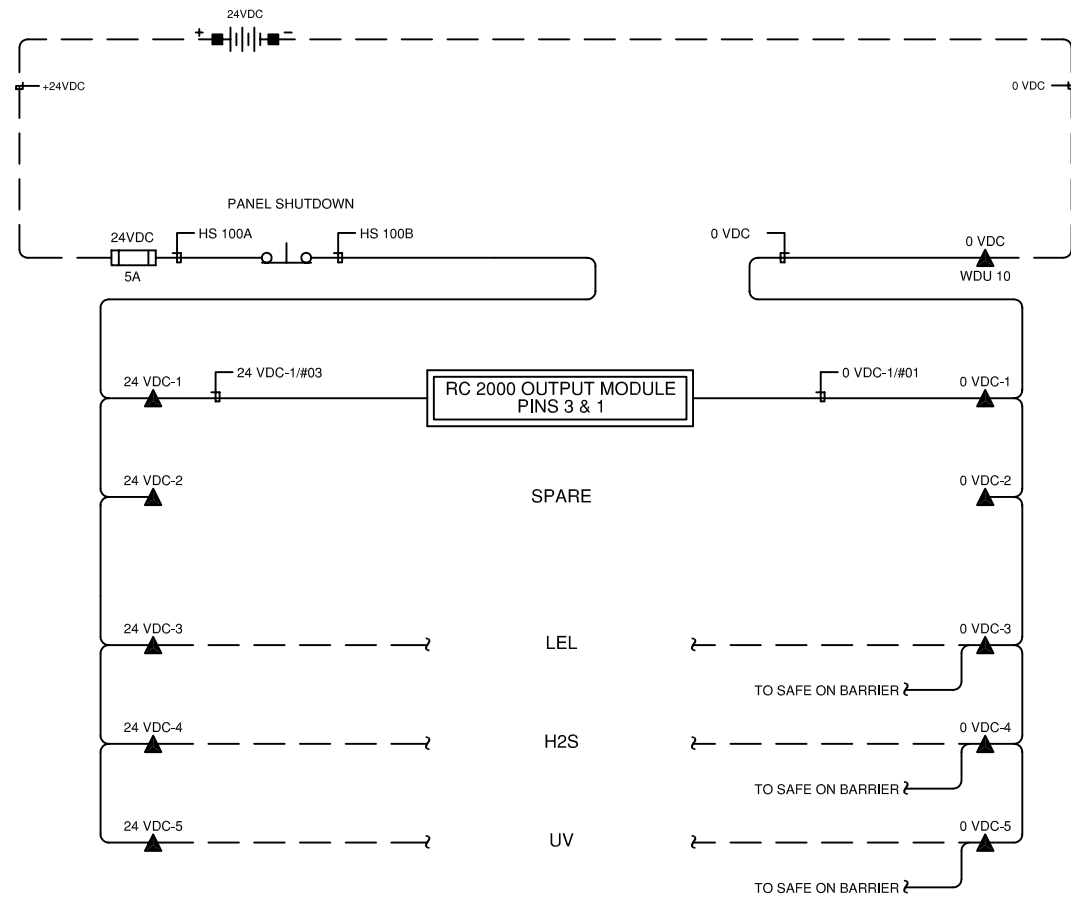 24VDC
+ –
+24VDC
0 VDC
PANEL SHUTDOWN
24VDC
HS 100A
HS 100B
0 VDC
0 VDC
5A
WDU 10
24 VDC-1
24 VDC-1/#03
RC 2000 OUTPUT MODULE
PINS 3 & 1
0 VDC-1/#01
0 VDC-1
24 VDC-2
SPARE
0 VDC-2
24 VDC-3
LEL
0 VDC-3
TO SAFE ON BARRIER
24 VDC-4
H2S
0 VDC-4
TO SAFE ON BARRIER
24 VDC-5
UV
0 VDC-5
TO SAFE ON BARRIER